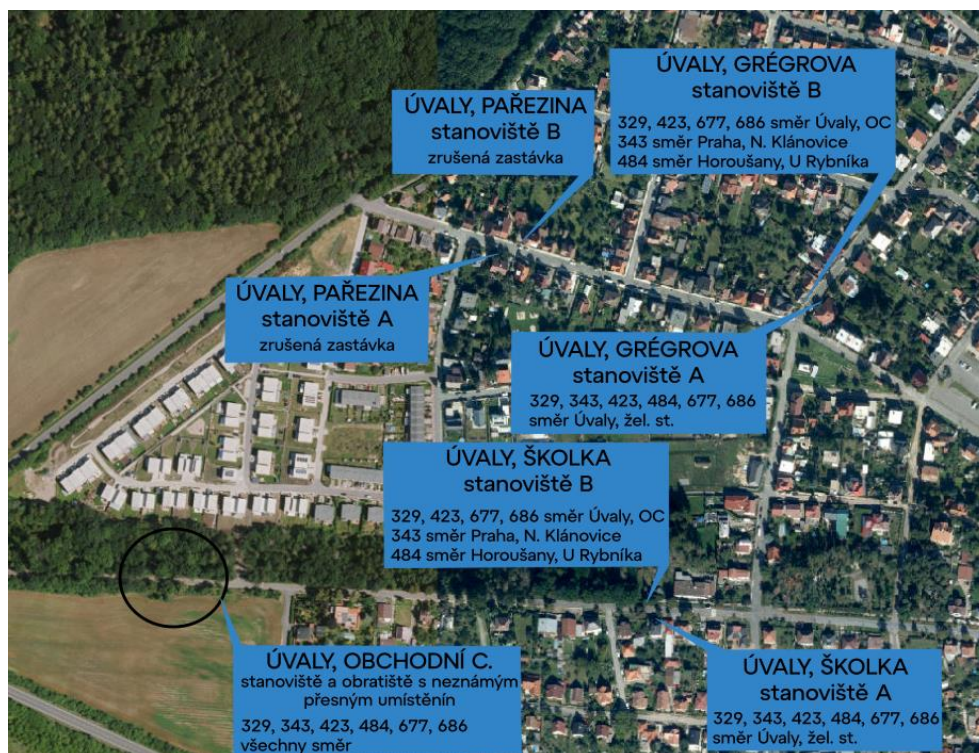 ÚVALY, PAŘEZINA
stanoviště B
zrušená zastávka
ÚVALY, GRÉGROVA
stanoviště B
329, 423, 677, 686 směr Úvaly, OC
343 směr Praha, N. Klánovice
484 směr Horoušany, U Rybníka
ÚVALY, PAŘEZINA
stanoviště A
zrušená zastávka
ÚVALY, GRÉGROVA
stanoviště A
329, 343, 423, 484, 677, 686
směr Úvaly, žel. st.
ÚVALY, ŠKOLKA
stanoviště B
329, 423, 677, 686 směr Úvaly, OC
343 směr Praha, N. Klánovice
484 směr Horoušany, U Rybníka
ÚVALY, OBCHODNÍ C.
stanoviště a obratiště s neznámým
přesným umístěnín
329, 343, 423, 484, 677, 686
všechny směr
ÚVALY, ŠKOLKA
stanoviště A
329, 343, 423, 484, 677, 686
směr Úvaly, žel. st.